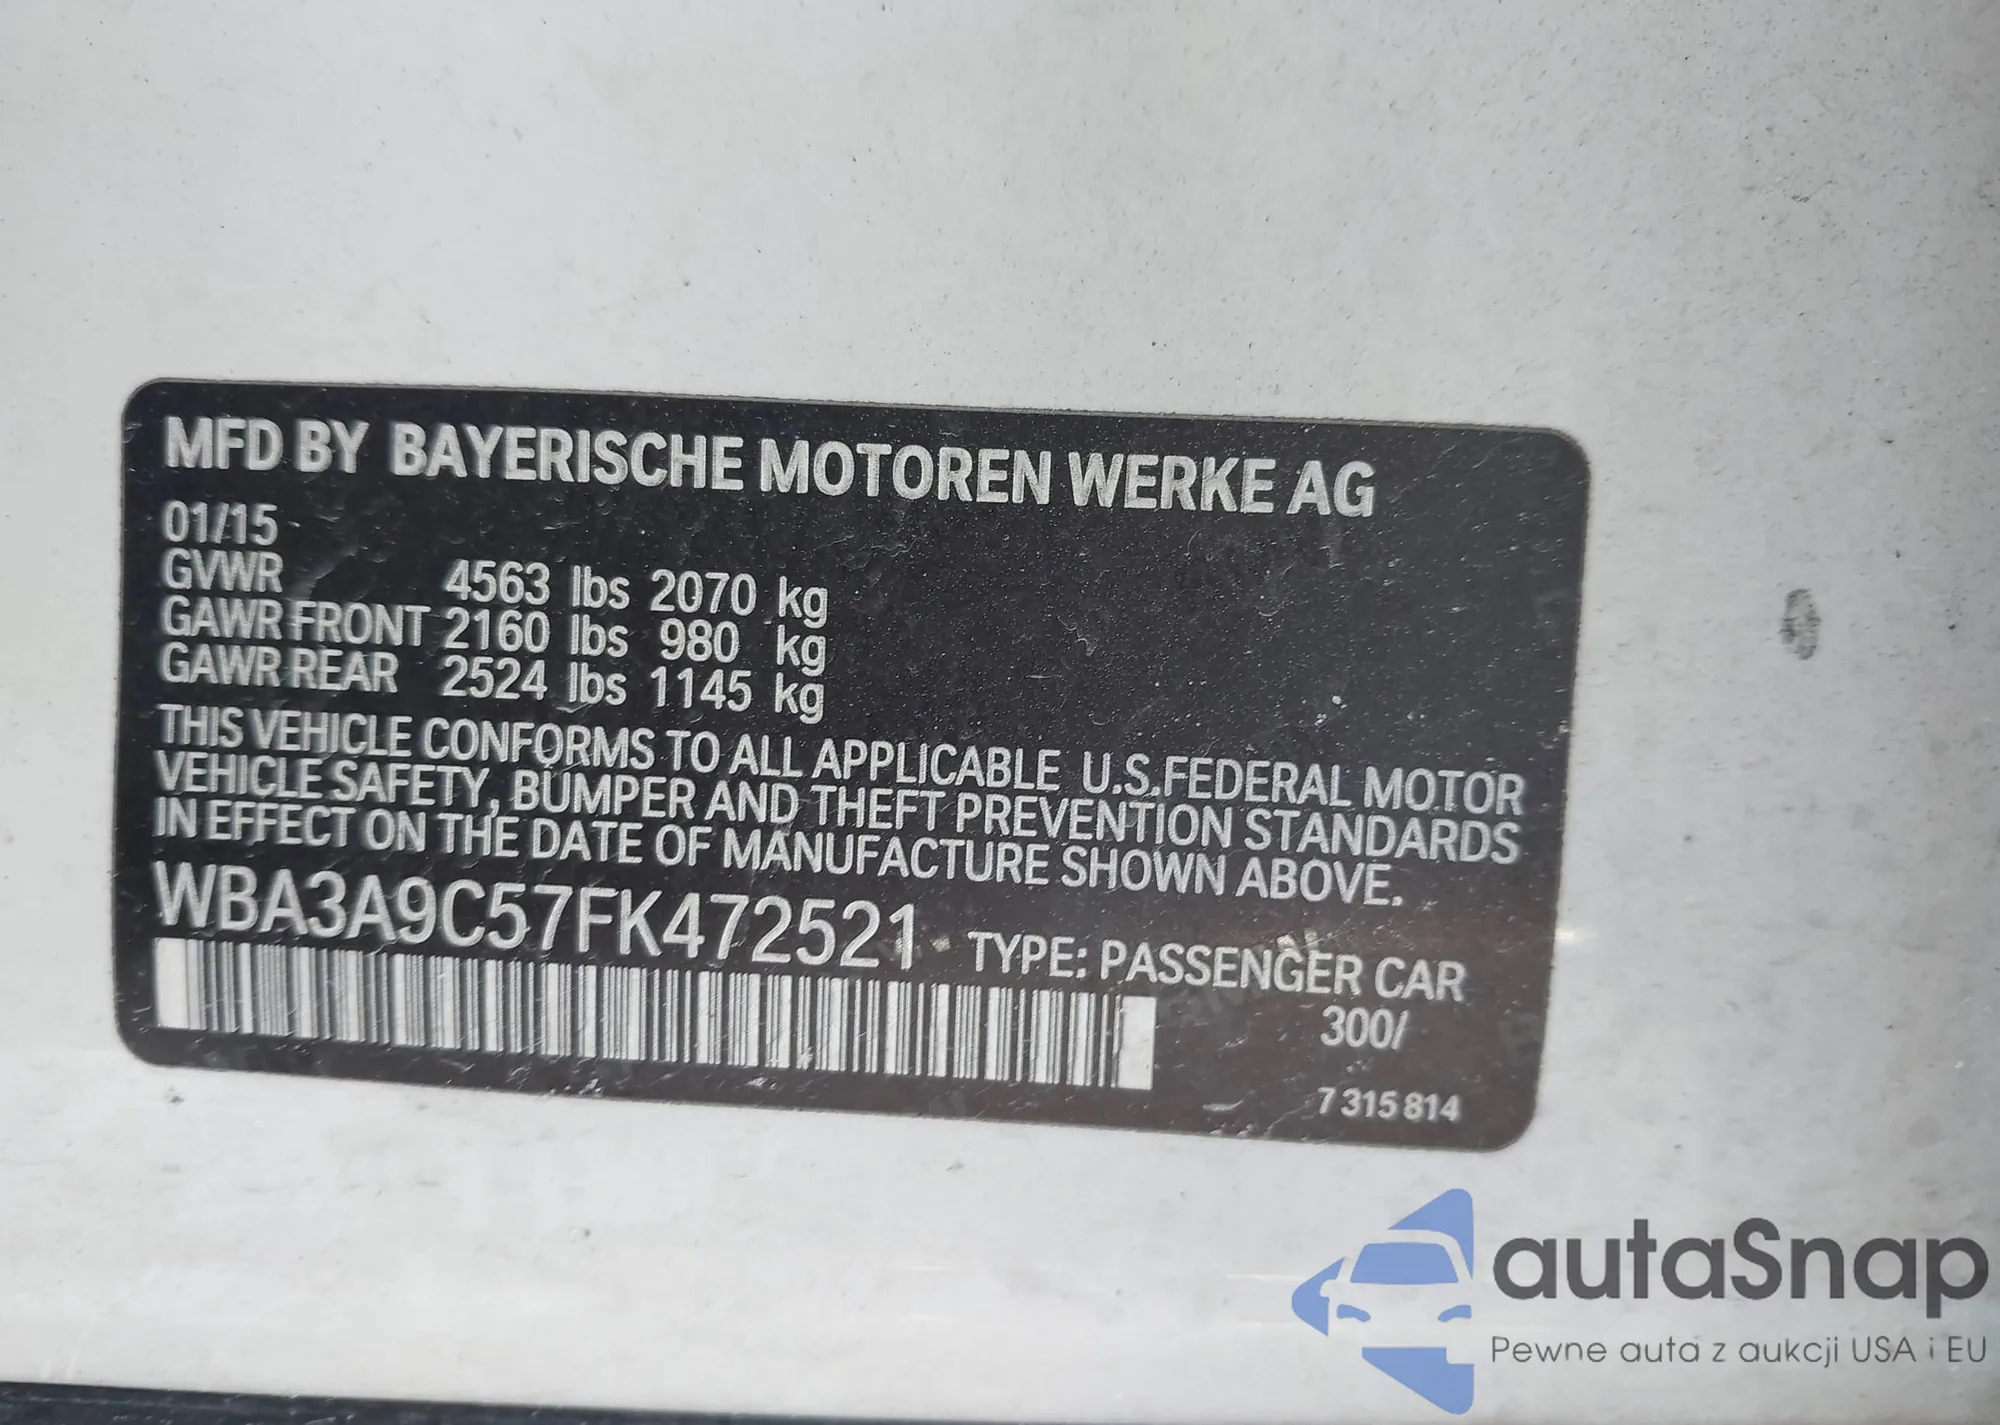 MFD BY BAYERISCHE MOTOREN WERKE AG
01/15
GVWR 4563 lbs 2070 kg
GAWR FRONT 2160 lbs 980 kg
GAWR REAR 2524 lbs 1145 kg
THIS VEHICLE CONFORMS TO ALL APPLICABLE U.S.FEDERAL MOTOR
VEHICLE SAFETY, BUMPER AND THEFT PREVENTION STANDARDS
IN EFFECT ON THE DATE OF MANUFACTURE SHOWN ABOVE.
WBA3A9C57FK472521 TYPE: PASSENGER CAR
300/
7 315 814
autaSnap
Pewne auta z aukcji USA i EU